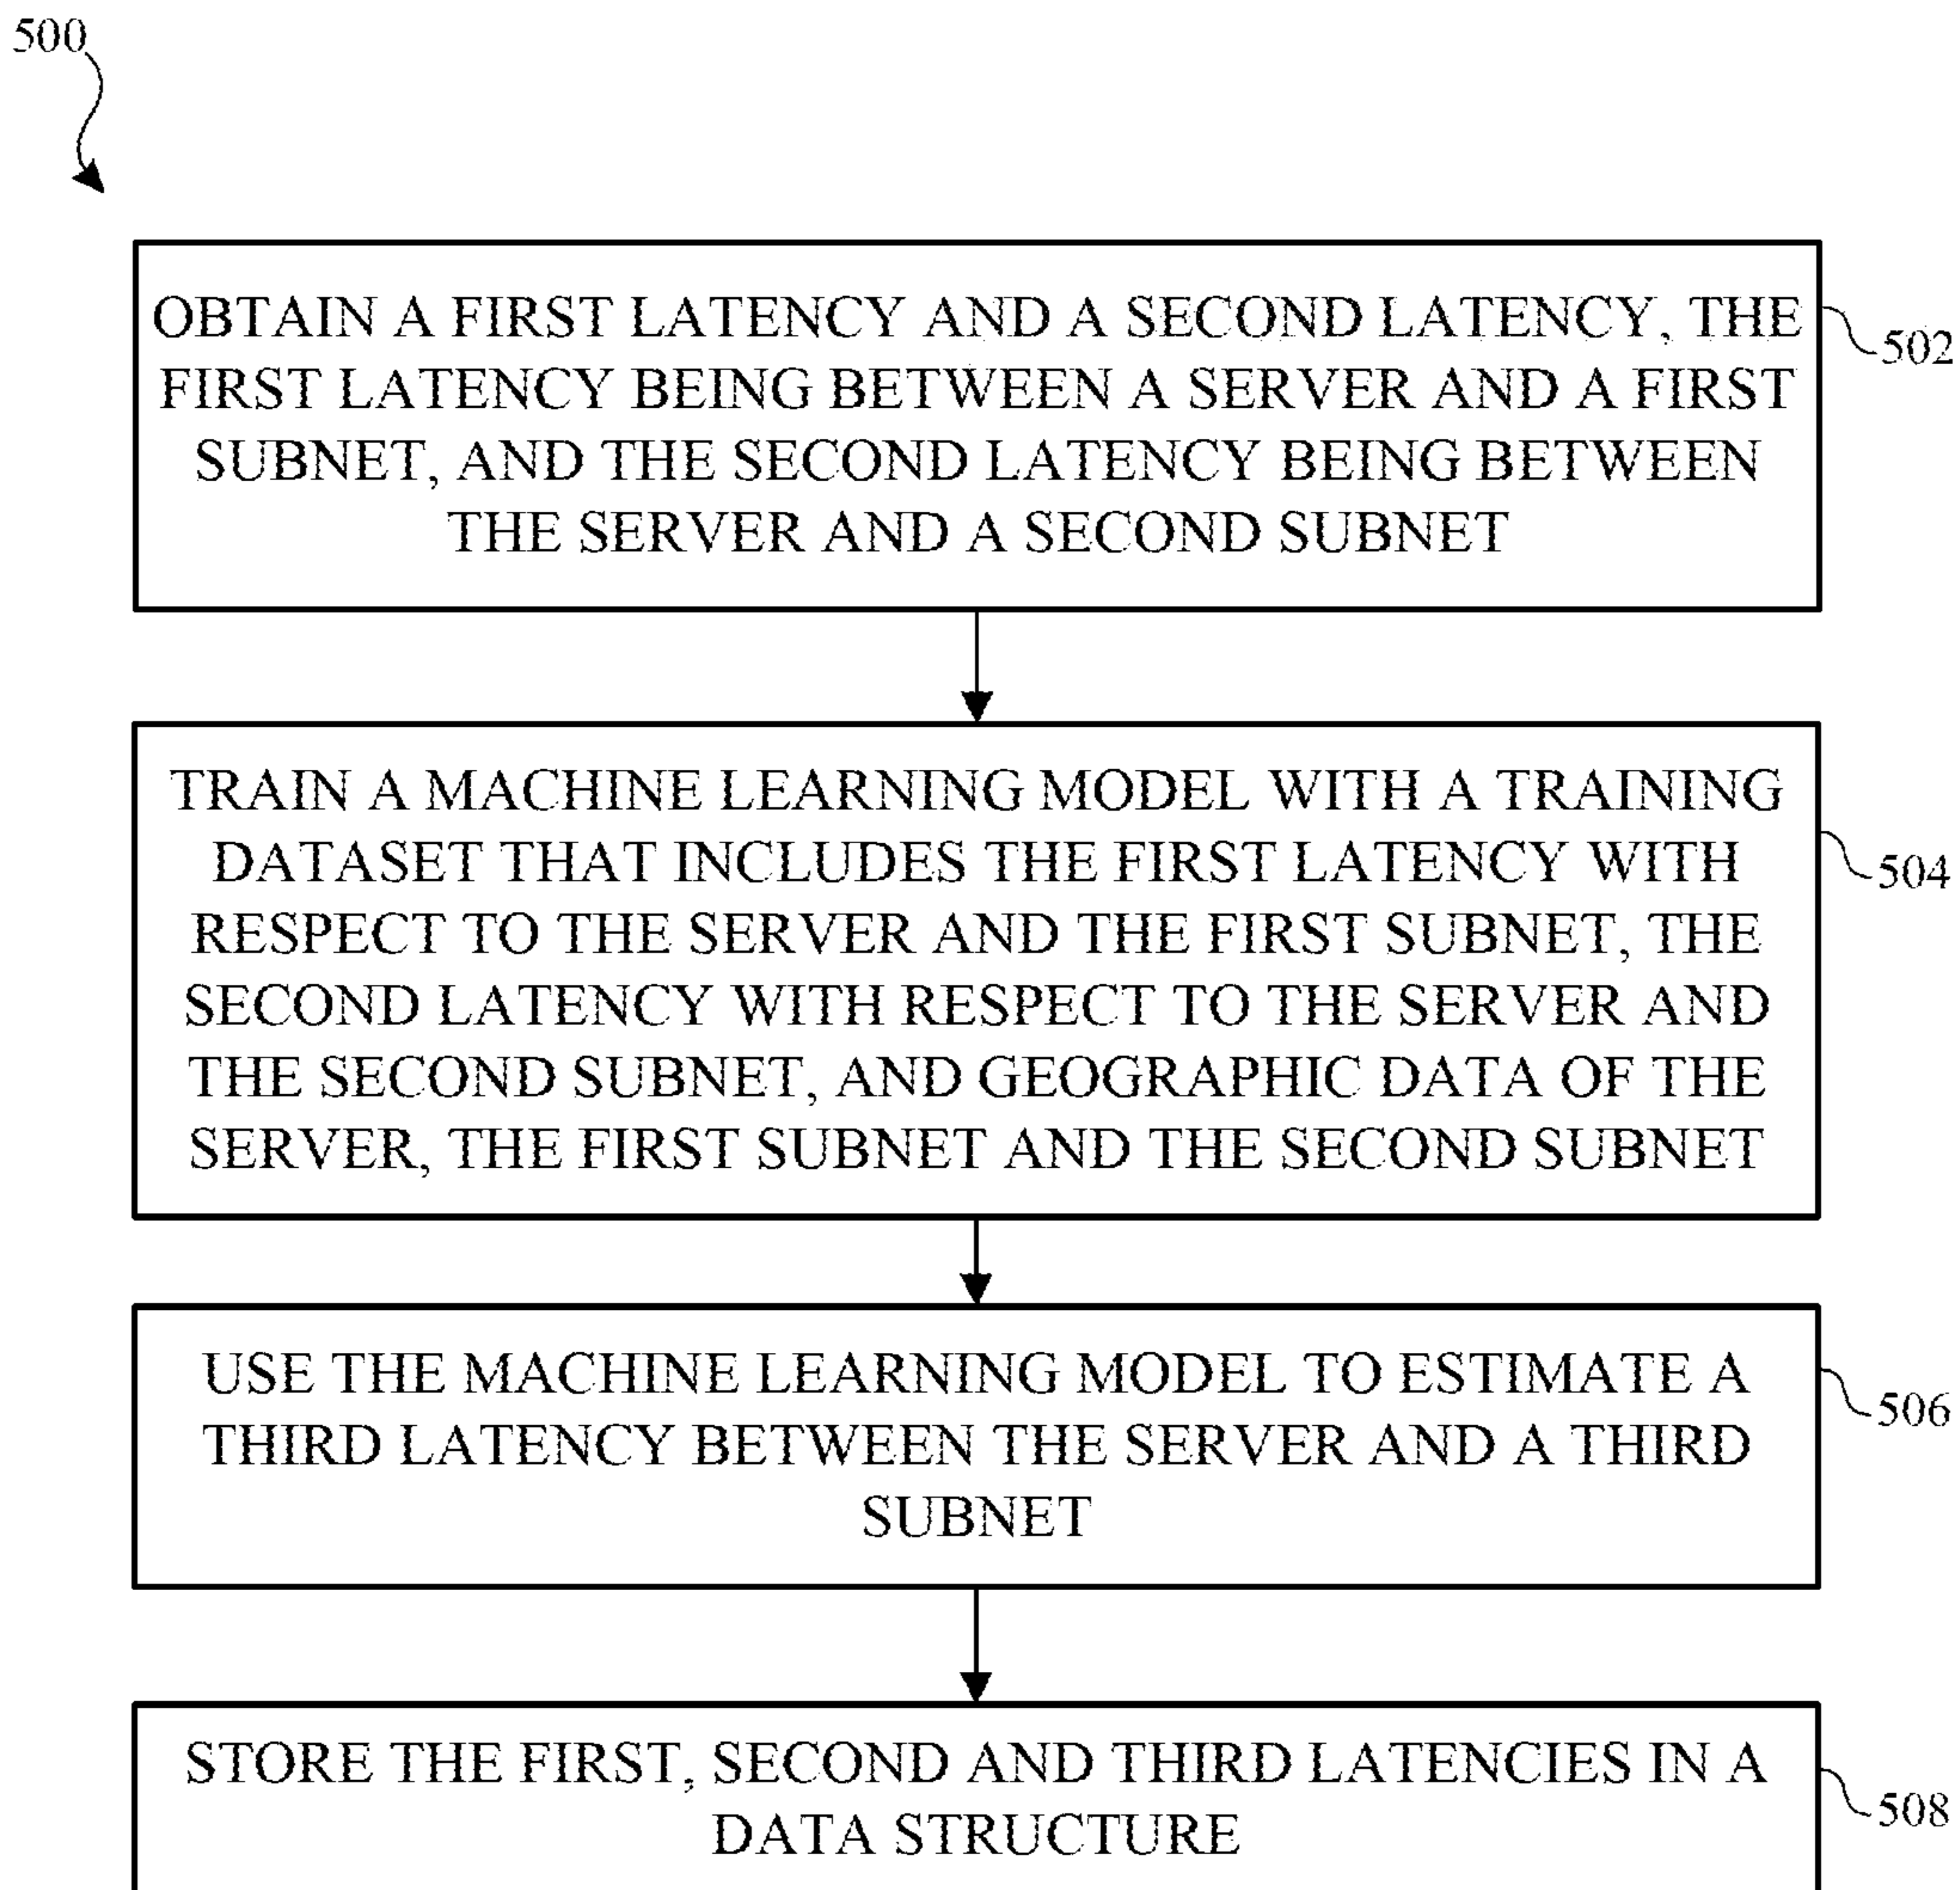 500
OBTAIN A FIRST LATENCY AND A SECOND LATENCY, THE
FIRST LATENCY BEING BETWEEN A SERVER AND A FIRST
SUBNET, AND THE SECOND LATENCY BEING BETWEEN
THE SERVER AND A SECOND SUBNET
502
TRAIN A MACHINE LEARNING MODEL WITH A TRAINING
DATASET THAT INCLUDES THE FIRST LATENCY WITH
RESPECT TO THE SERVER AND THE FIRST SUBNET, THE
SECOND LATENCY WITH RESPECT TO THE SERVER AND
THE SECOND SUBNET, AND GEOGRAPHIC DATA OF THE
SERVER, THE FIRST SUBNET AND THE SECOND SUBNET
504
USE THE MACHINE LEARNING MODEL TO ESTIMATE A
THIRD LATENCY BETWEEN THE SERVER AND A THIRD
SUBNET
506
STORE THE FIRST, SECOND AND THIRD LATENCIES IN A
DATA STRUCTURE
508